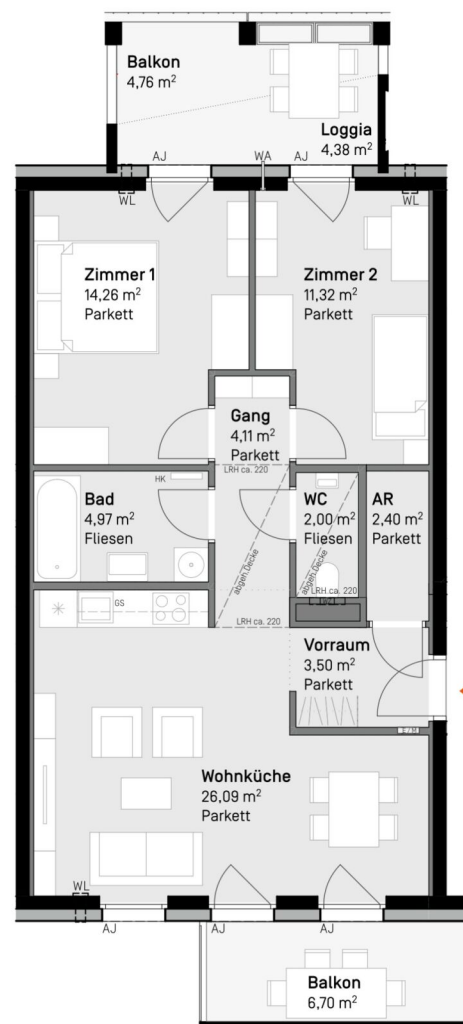 Balkon
4,76 m²
Loggia
4,38 m²
AJ
WA
AJ
WL
WL
Zimmer 1
14,26 m²
Parkett
Zimmer 2
11,32 m²
Parkett
Gang
4,11 m²
Parkett
LRH ca. 220
HK
Bad
4,97 m²
Fliesen
WC
2,00 m²
Fliesen
AR
2,40 m²
Parkett
abgeh.Decke
abgeh.Decke
LRH ca. 220
GS
LRH ca. 220
Vorraum
3,50 m²
Parkett
Wohnküche
26,09 m²
Parkett
WL
AJ
AJ
AJ
Balkon
6,70 m²